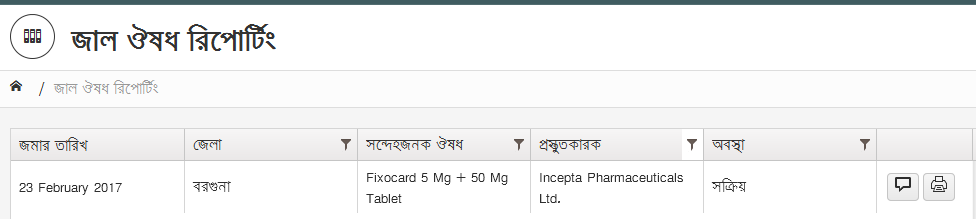 জাল ঔষধ রিপোর্টিং
/ জাল ঔষধ রিপোর্টিং
জমার তারিখ জেলা সন্দেহজনক ঔষধ প্রস্তুতকারক অবস্থা
23 February 2017 বরগুনা Fixocard 5 Mg + 50 Mg Tablet Incepta Pharmaceuticals Ltd. সক্রিয়